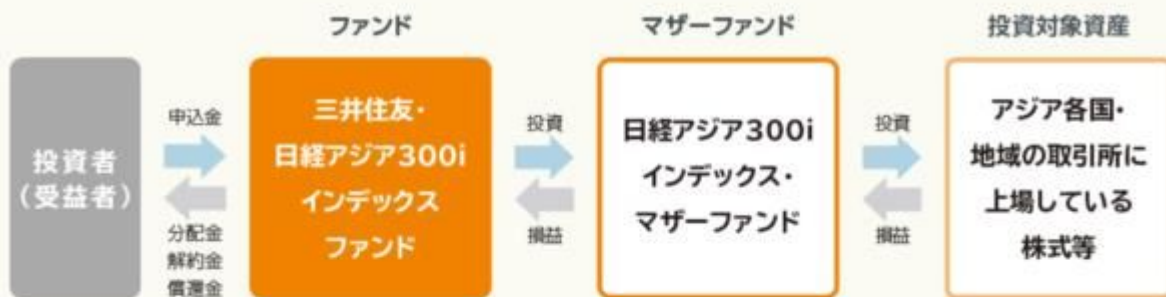 ファンド
マザーファンド
投資対象資産
投資者
（受益者）
申込金
分配金
解約金
償還金
三井住友・
日経アジア300i
インデックス
ファンド
投資
損益
日経アジア300i
インデックス・
マザーファンド
投資
損益
アジア各国・
地域の取引所に
上場している
株式等